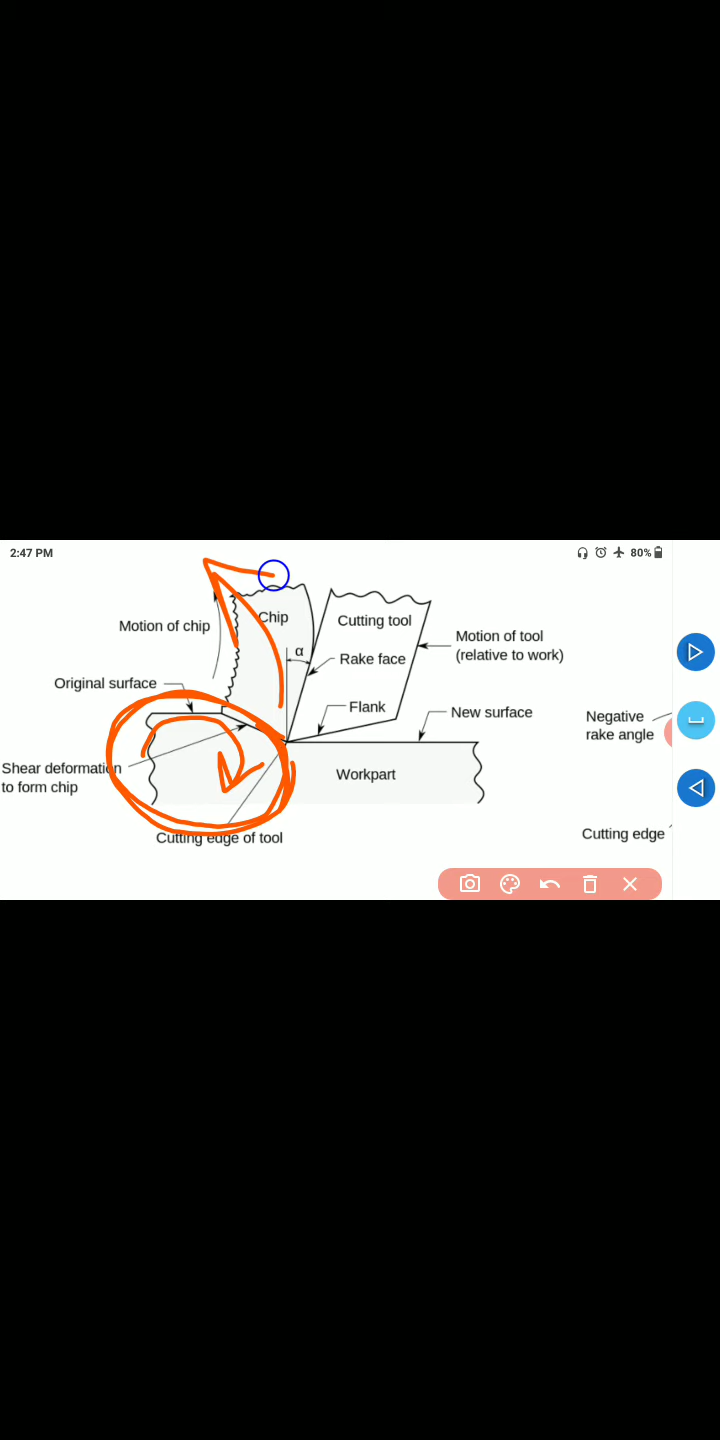 2:47 PM
80%
Chip
Cutting tool
Motion of chip
Motion of tool
(relative to work)
α
Rake face
Original surface
Flank
New surface
Negative
rake angle
Shear deformation
to form chip
Workpart
Cutting edge of tool
Cutting edge